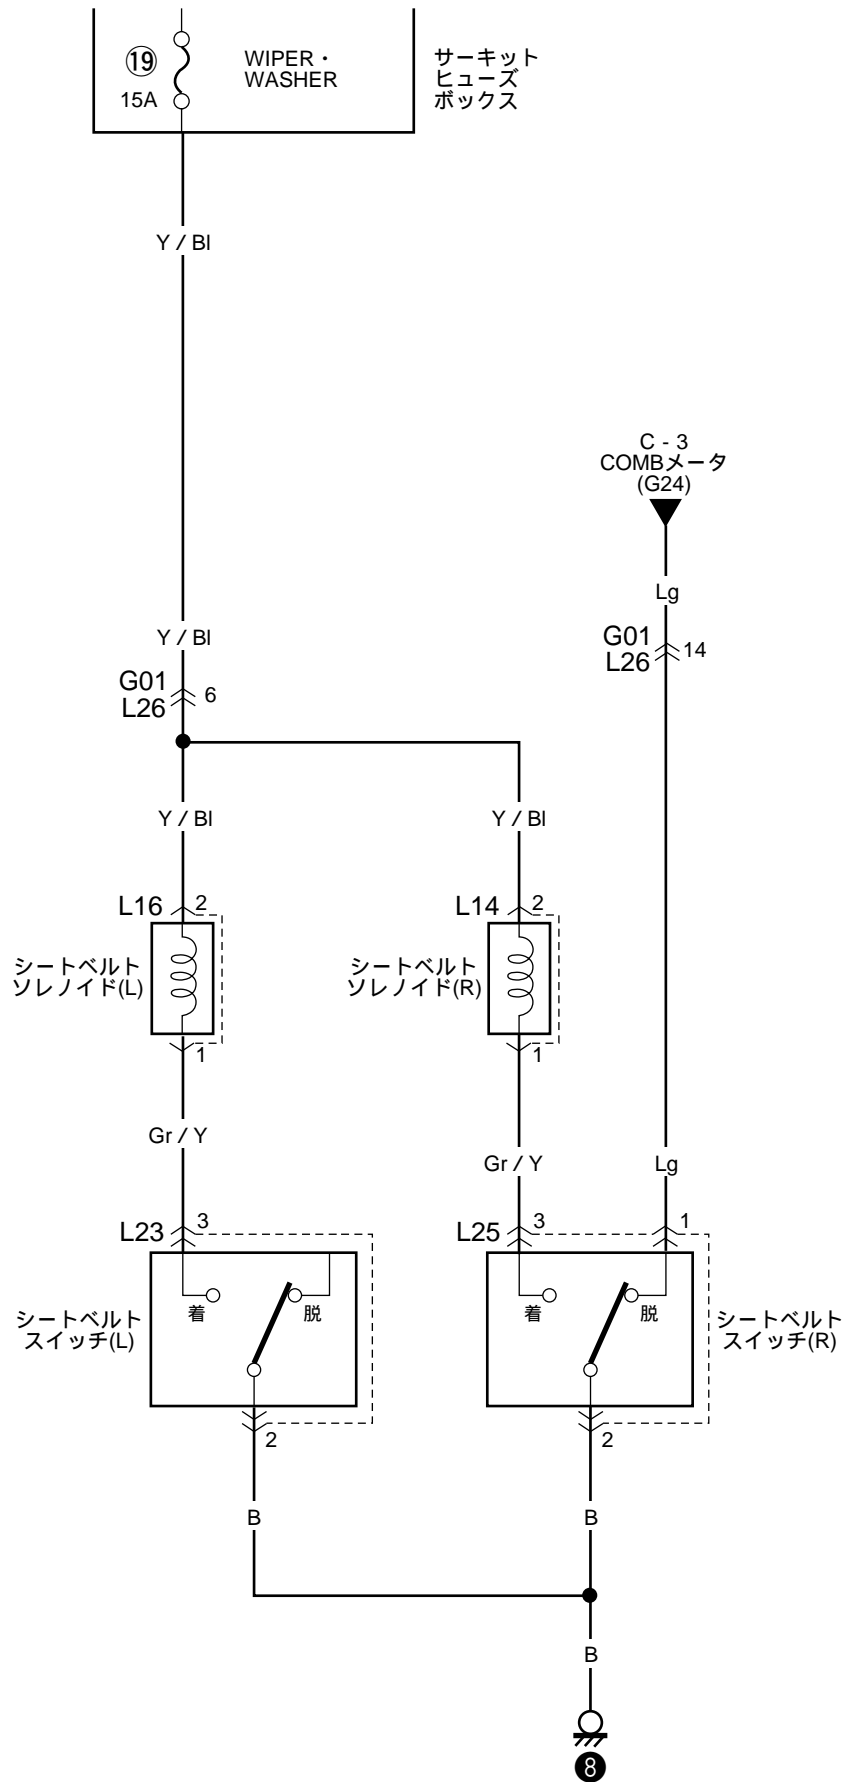 ⑲
15A
WIPER・
WASHER
サーキット
ヒューズ
ボックス
Y / Bl
C - 3
COMBメータ
(G24)
Lg
Y / Bl
G01
L26
6
G01
L26
14
Y / Bl
Y / Bl
L16
2
L14
2
シートベルト
ソレノイド(L)
シートベルト
ソレノイド(R)
1
1
Gr / Y
Gr / Y
Lg
L23
3
L25
3
1
シートベルト
スイッチ(L)
着
脱
着
脱
シートベルト
スイッチ(R)
2
2
B
B
B
8